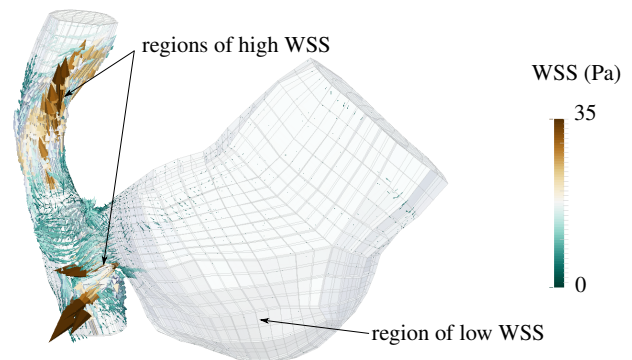 regions of high WSS
WSS (Pa)
35
0
region of low WSS